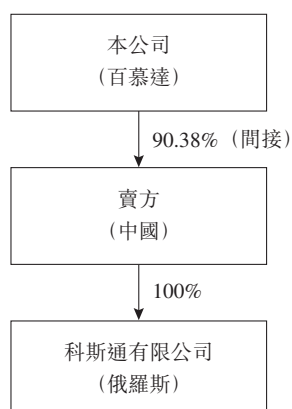 本公司
（百慕達）
90.38%（間接）
賣方
（中國）
100%
科斯通有限公司
（俄羅斯）